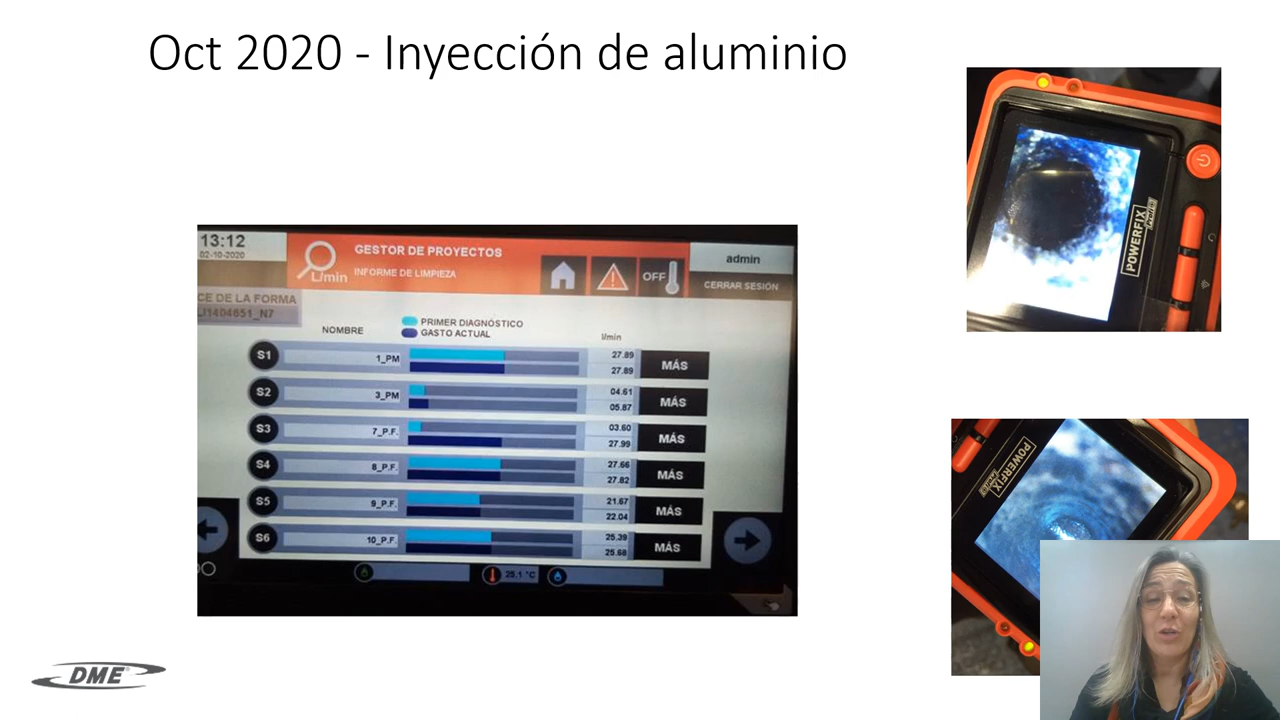 Oct 2020 - Inyección de aluminio
13:12
02-10-2020
L/min
GESTOR DE PROYECTOS
INFORME DE LIMPIEZA
OFF
admin
CERRAR SESIÓN
CE DE LA FORMA
LI1404651_N7
NOMBRE
PRIMER DIAGNÓSTICO
GASTO ACTUAL
l/min
S1 1_PM 27.89 27.89 MÁS
S2 3_PM 04.61 05.87 MÁS
S3 7_P.F. 03.60 27.99 MÁS
S4 8_P.F. 27.66 27.82 MÁS
S5 9_P.F. 21.67 22.04 MÁS
S6 10_P.F. 25.39 25.68 MÁS
25.1 °C
POWERFIX
POWERFIX
DME